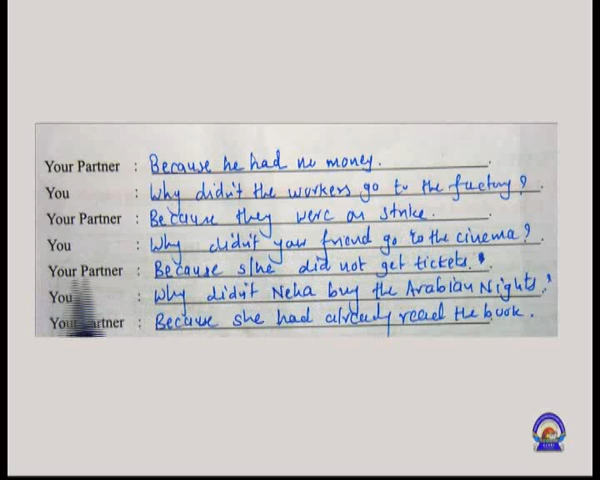 Your Partner : Because he had no money.
You : Why didn't the workers go to the factory?
Your Partner : Because they were on strike.
You : Why didn't your friend go to the cinema?
Your Partner : Because s/he did not get tickets.
You : Why didn't Neha buy the Arabian Nights?
Your Partner : Because she had already read the book.